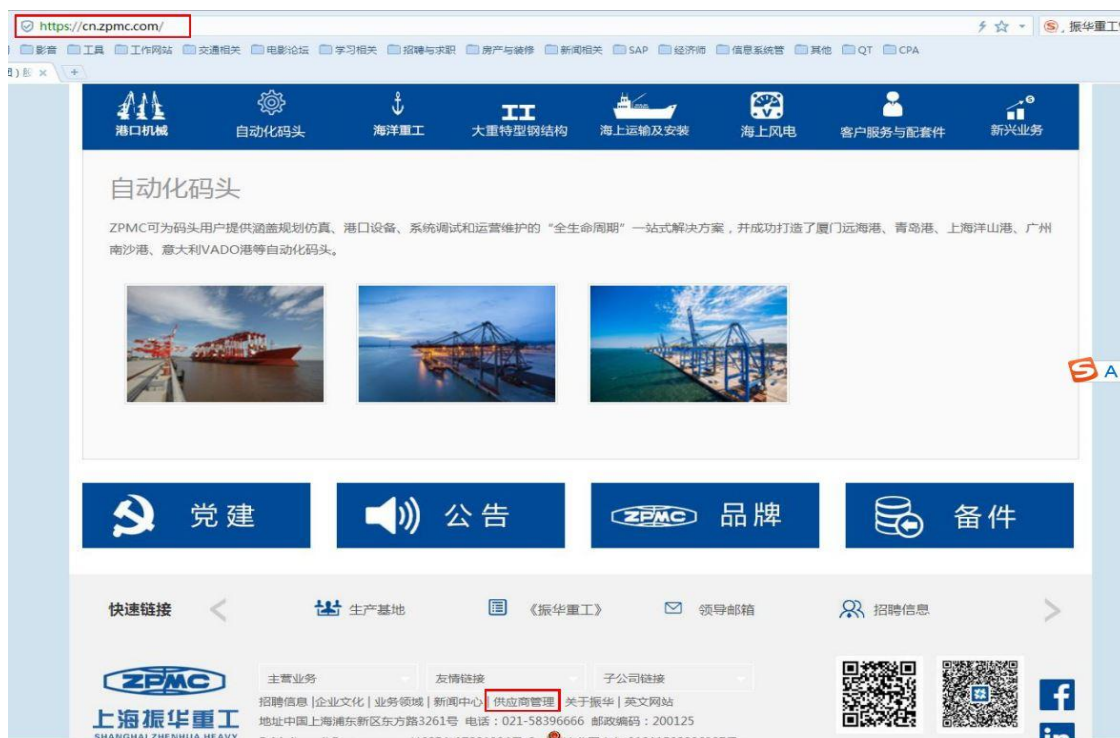 https://cn.zpmc.com/
振华重工
影音 工具 工作网站 交通相关 电影论坛 学习相关 招聘与求职 房产与装修 新闻相关 SAP 经济师 信息系统管 其他 QT CPA
港口机械 自动化码头 海洋重工 大重特型钢结构 海上运输及安装 海上风电 客户服务与配套件 新兴业务
自动化码头
ZPMC可为码头用户提供涵盖规划仿真、港口设备、系统调试和运营维护的“全生命周期”一站式解决方案，并成功打造了厦门远海港、青岛港、上海洋山港、广州
南沙港、意大利VADO港等自动化码头。
党建 公告 ZPMC 品牌 备件
快速链接 生产基地 《振华重工》 领导邮箱 招聘信息
ZPMC 主营业务 友情链接 子公司链接
招聘信息|企业文化|业务领域|新闻中心|供应商管理|关于振华|英文网站
上海振华重工 地址中国上海浦东新区东方路3261号 电话：021-58396666 邮政编码：200125
SHANGHAI ZHENHUA HEAVY